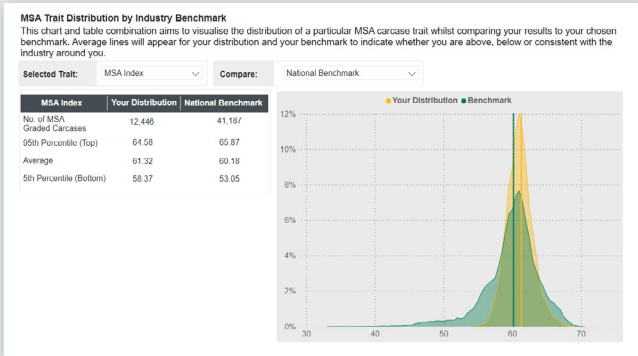 MSA Trait Distribution by Industry Benchmark
This chart and table combination aims to visualise the distribution of a particular MSA carcase trait whilst comparing your results to your chosen
benchmark. Average lines will appear for your distribution and your benchmark to indicate whether you are above, below or consistent with the
industry around you.
Selected Trait: MSA Index Compare: National Benchmark
MSA Index Your Distribution National Benchmark
No. of MSA
Graded Carcases 12,446 41,187
95th Percentile (Top) 64.58 65.87
Average 61.32 60.18
5th Percentile (Bottom) 58.37 53.05
Your Distribution Benchmark
12%
10%
8%
6%
4%
2%
0%
30 40 50 60 70